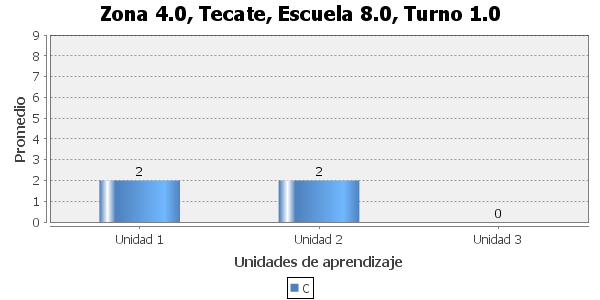 Zona 4.0, Tecate, Escuela 8.0, Turno 1.0
Promedio
9
8
7
6
5
4
3
2
1
0
2
2
0
Unidad 1
Unidad 2
Unidad 3
Unidades de aprendizaje
C